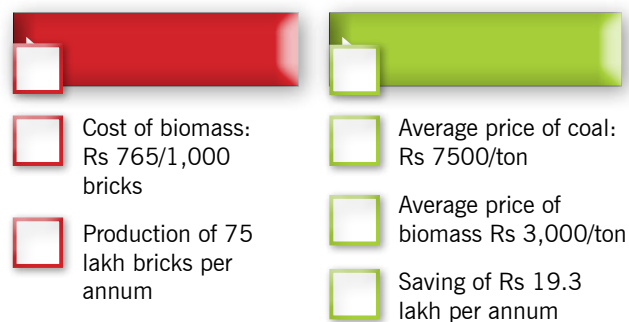 Cost of biomass:
Rs 765/1,000
bricks
Production of 75
lakh bricks per
annum
Average price of coal:
Rs 7500/ton
Average price of
biomass Rs 3,000/ton
Saving of Rs 19.3
lakh per annum